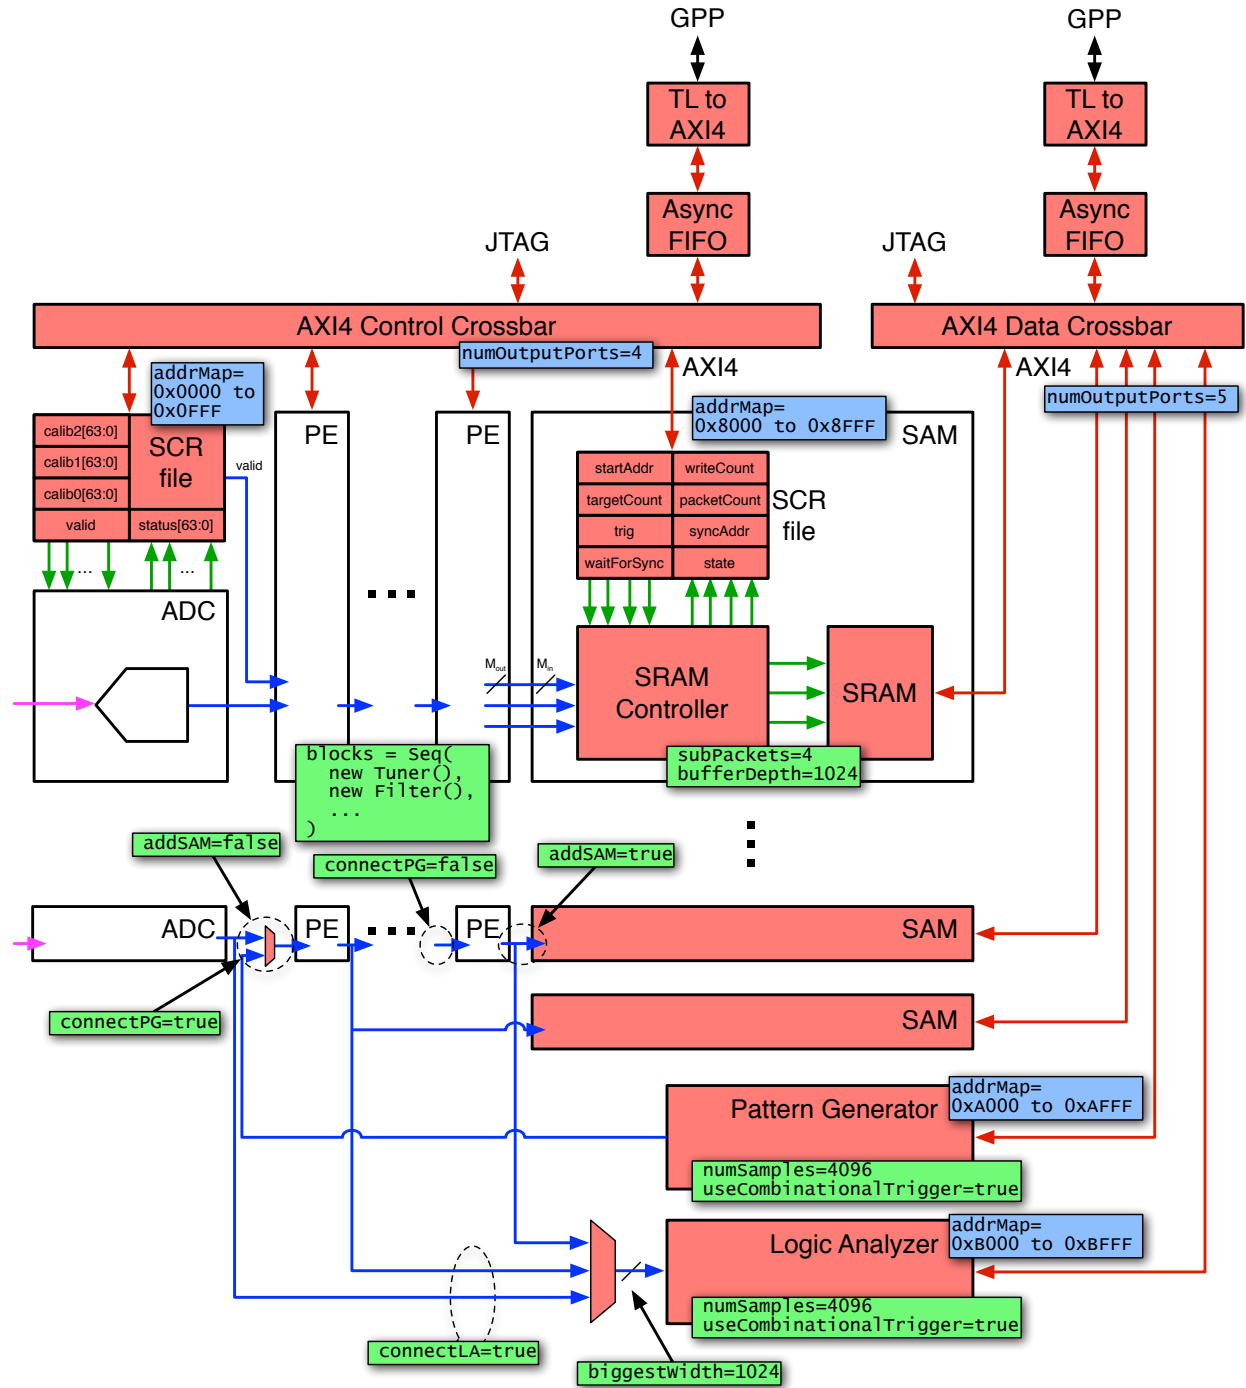 GPP
GPP
TL to
AXI4
TL to
AXI4
Async
FIFO
Async
FIFO
JTAG
JTAG
AXI4 Control Crossbar
AXI4 Data Crossbar
numOutputPorts=4
AXI4
AXI4
numOutputPorts=5
addrMap=
0x0000 to
0x0FFF
addrMap=
0x8000 to 0x8FFF
calib2[63:0]
calib1[63:0]
calib0[63:0]
valid
SCR
file
status[63:0]
valid
...
...
ADC
PE
PE
SAM
startAddr
writeCount
targetCount
packetCount
trig
syncAddr
waitForSync
state
SCR
file
Mout
Min
SRAM
Controller
SRAM
subPackets=4
bufferDepth=1024
blocks = Seq(
new Tuner(),
new Filter(),
...
)
addSAM=false
connectPG=false
addSAM=true
ADC
PE
PE
SAM
connectPG=true
SAM
Pattern Generator
addrMap=
0xA000 to 0xAFFF
numSamples=4096
useCombinationalTrigger=true
Logic Analyzer
addrMap=
0xB000 to 0xBFFF
numSamples=4096
useCombinationalTrigger=true
connectLA=true
biggestWidth=1024